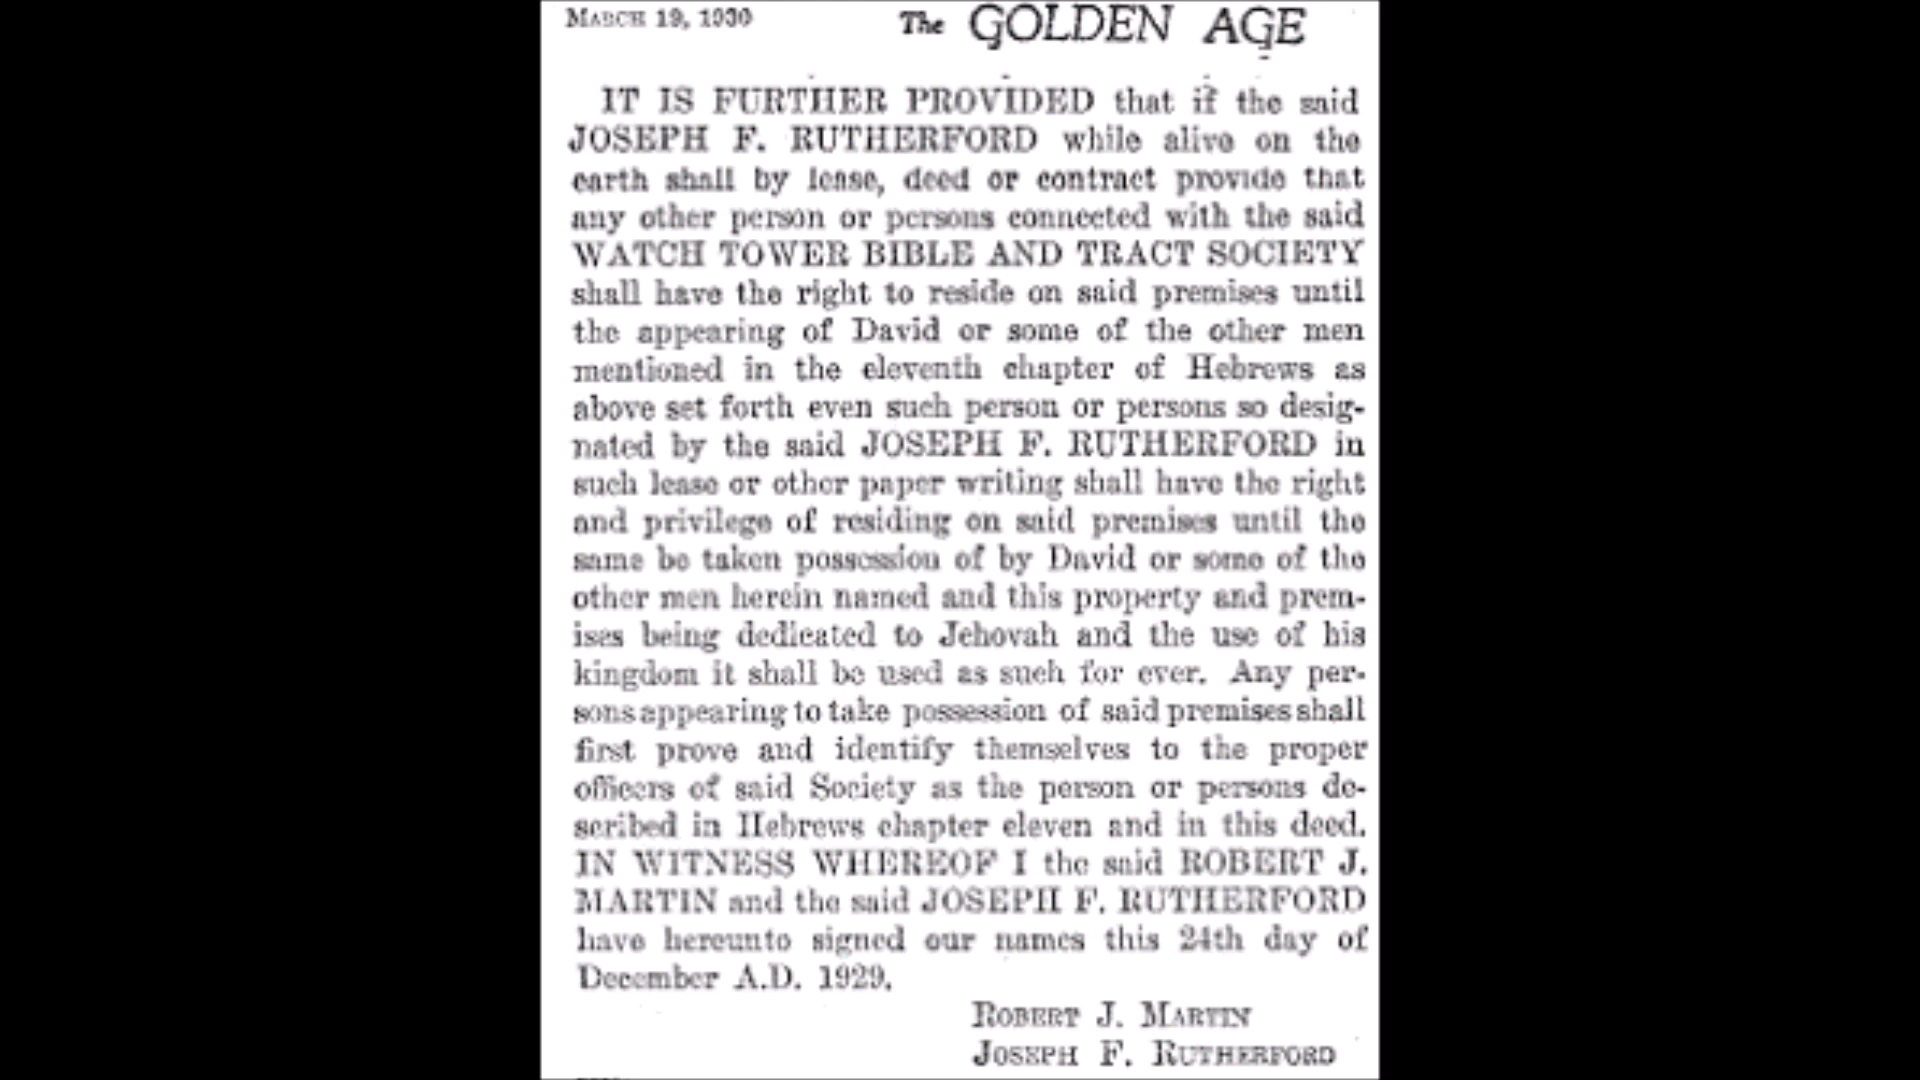 MARCH 19, 1930 The GOLDEN AGE
IT IS FURTHER PROVIDED that if the said
JOSEPH F. RUTHERFORD while alive on the
earth shall by lease, deed or contract provide that
any other person or persons connected with the said
WATCH TOWER BIBLE AND TRACT SOCIETY
shall have the right to reside on said premises until
the appearing of David or some of the other men
mentioned in the eleventh chapter of Hebrews as
above set forth even such person or persons so desig-
nated by the said JOSEPH F. RUTHERFORD in
such lease or other paper writing shall have the right
and privilege of residing on said premises until the
same be taken possession of by David or some of the
other men herein named and this property and prem-
ises being dedicated to Jehovah and the use of his
kingdom it shall be used as such for ever. Any per-
sons appearing to take possession of said premises shall
first prove and identify themselves to the proper
officers of said Society as the person or persons de-
scribed in Hebrews chapter eleven and in this deed.
IN WITNESS WHEREOF I the said ROBERT J.
MARTIN and the said JOSEPH F. RUTHERFORD
have hereunto signed our names this 24th day of
December A.D. 1929.
ROBERT J. MARTIN
JOSEPH F. RUTHERFORD